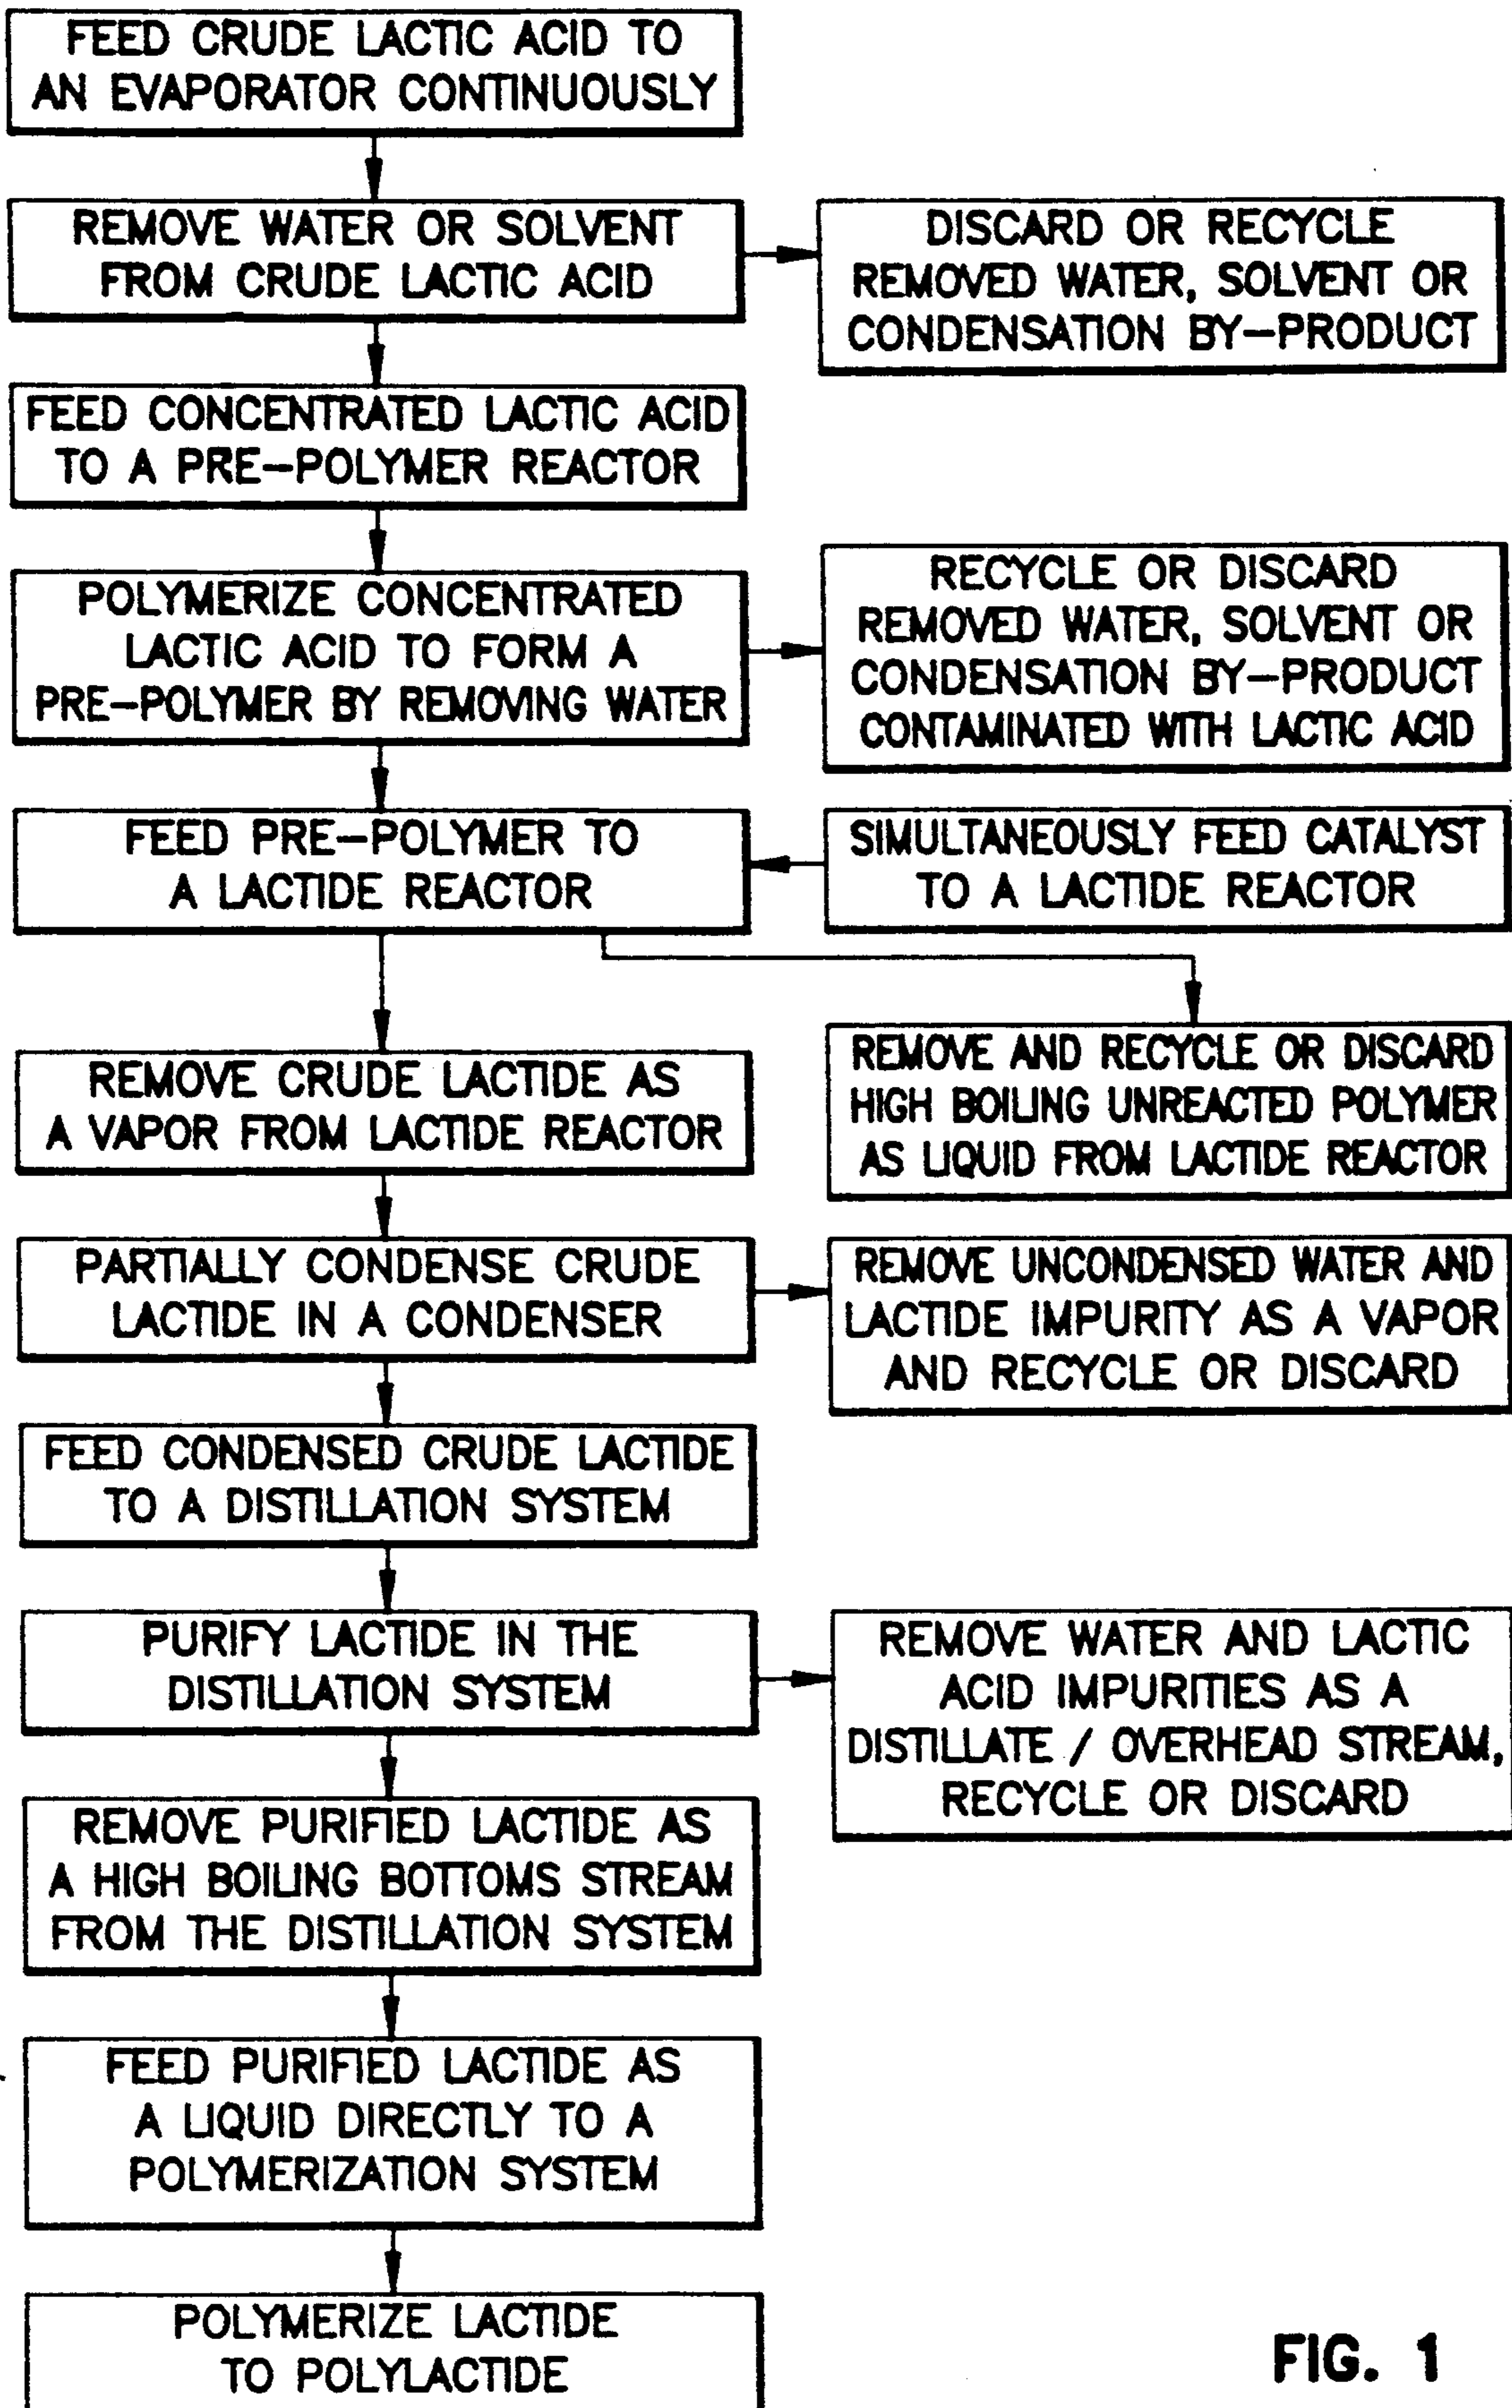 FEED CRUDE LACTIC ACID TO
AN EVAPORATOR CONTINUOUSLY
REMOVE WATER OR SOLVENT
FROM CRUDE LACTIC ACID
DISCARD OR RECYCLE
REMOVED WATER, SOLVENT OR
CONDENSATION BY-PRODUCT
FEED CONCENTRATED LACTIC ACID
TO A PRE-POLYMER REACTOR
POLYMERIZE CONCENTRATED
LACTIC ACID TO FORM A
PRE-POLYMER BY REMOVING WATER
RECYCLE OR DISCARD
REMOVED WATER, SOLVENT OR
CONDENSATION BY-PRODUCT
CONTAMINATED WITH LACTIC ACID
FEED PRE-POLYMER TO
A LACTIDE REACTOR
SIMULTANEOUSLY FEED CATALYST
TO A LACTIDE REACTOR
REMOVE CRUDE LACTIDE AS
A VAPOR FROM LACTIDE REACTOR
REMOVE AND RECYCLE OR DISCARD
HIGH BOILING UNREACTED POLYMER
AS LIQUID FROM LACTIDE REACTOR
PARTIALLY CONDENSE CRUDE
LACTIDE IN A CONDENSER
REMOVE UNCONDENSED WATER AND
LACTIDE IMPURITY AS A VAPOR
AND RECYCLE OR DISCARD
FEED CONDENSED CRUDE LACTIDE
TO A DISTILLATION SYSTEM
PURIFY LACTIDE IN THE
DISTILLATION SYSTEM
REMOVE WATER AND LACTIC
ACID IMPURITIES AS A
DISTILLATE / OVERHEAD STREAM,
RECYCLE OR DISCARD
REMOVE PURIFIED LACTIDE AS
A HIGH BOILING BOTTOMS STREAM
FROM THE DISTILLATION SYSTEM
FEED PURIFIED LACTIDE AS
A LIQUID DIRECTLY TO A
POLYMERIZATION SYSTEM
POLYMERIZE LACTIDE
TO POLYLACTIDE
FIG. 1